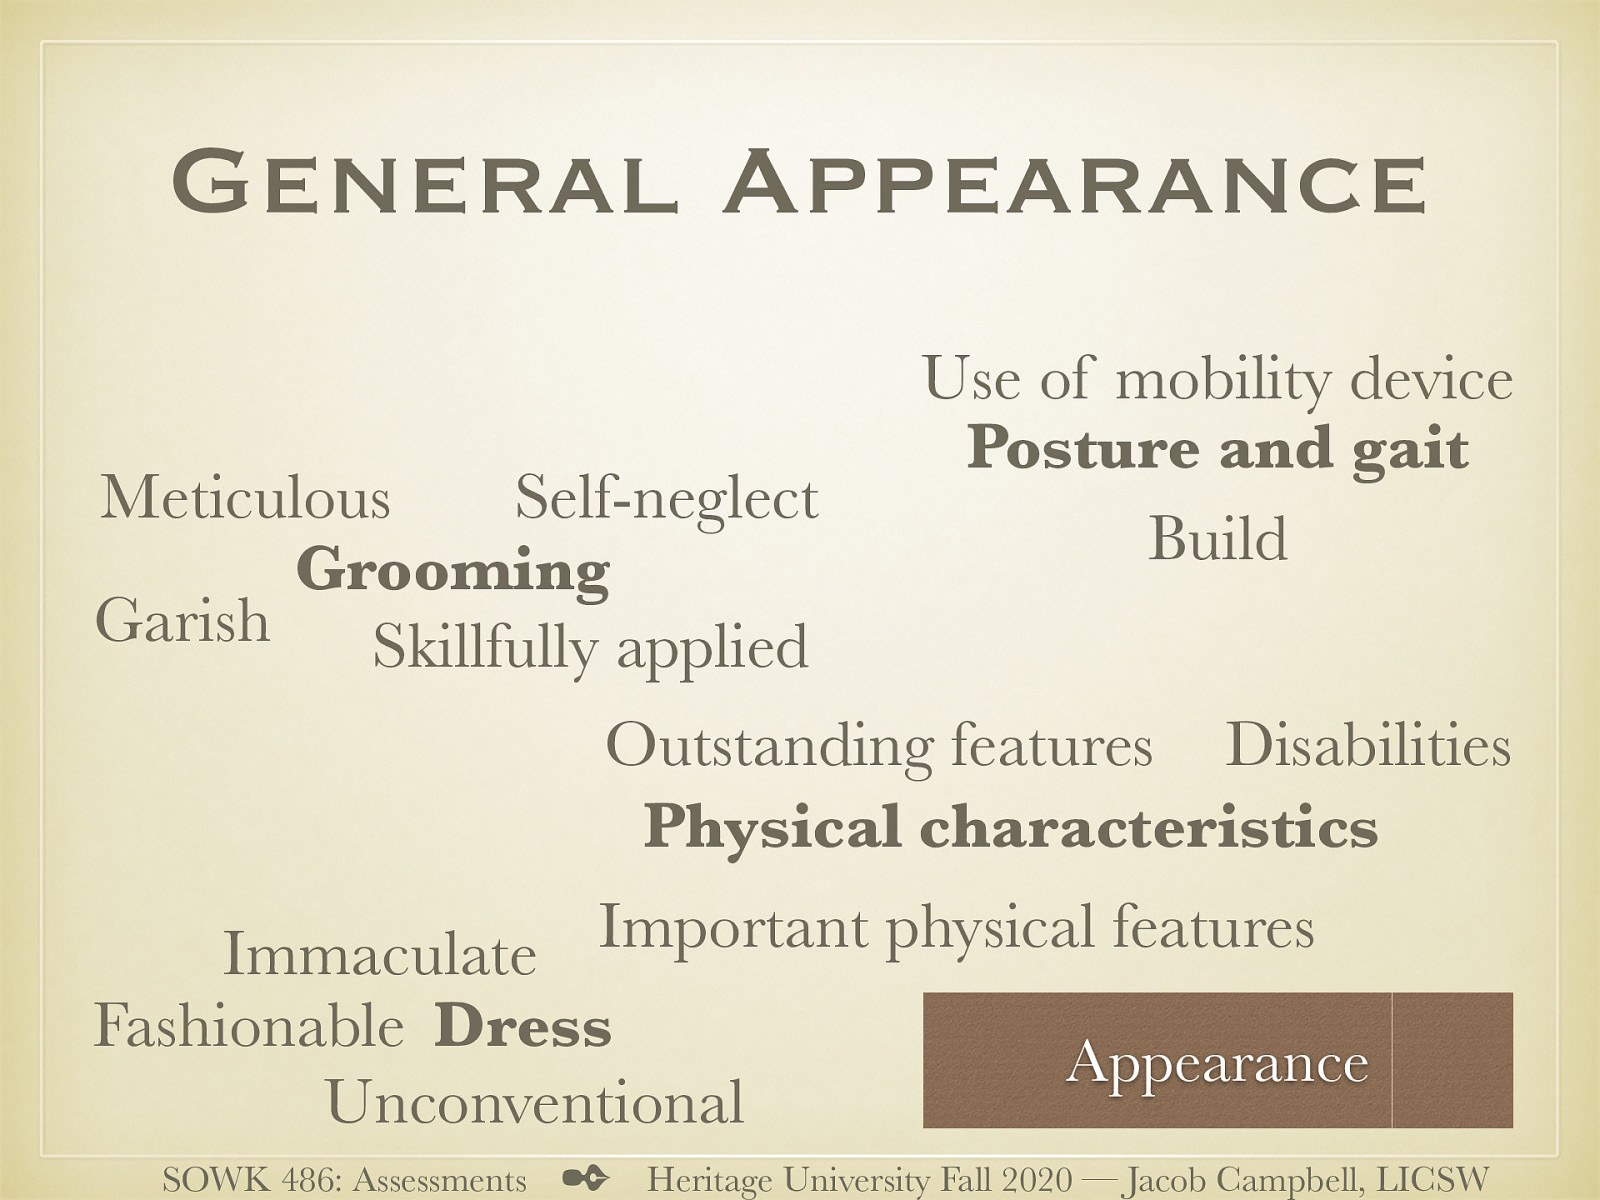 General Appearance
Use of mobility device
Posture and gait
Build
Meticulous Self-neglect
Grooming
Garish
Skillfully applied
Outstanding features Disabilities
Physical characteristics
Important physical features
Immaculate
Fashionable Dress
Unconventional
Appearance
SOWK 486: Assessments ✒ Heritage University Fall 2020 — Jacob Campbell, LICSW